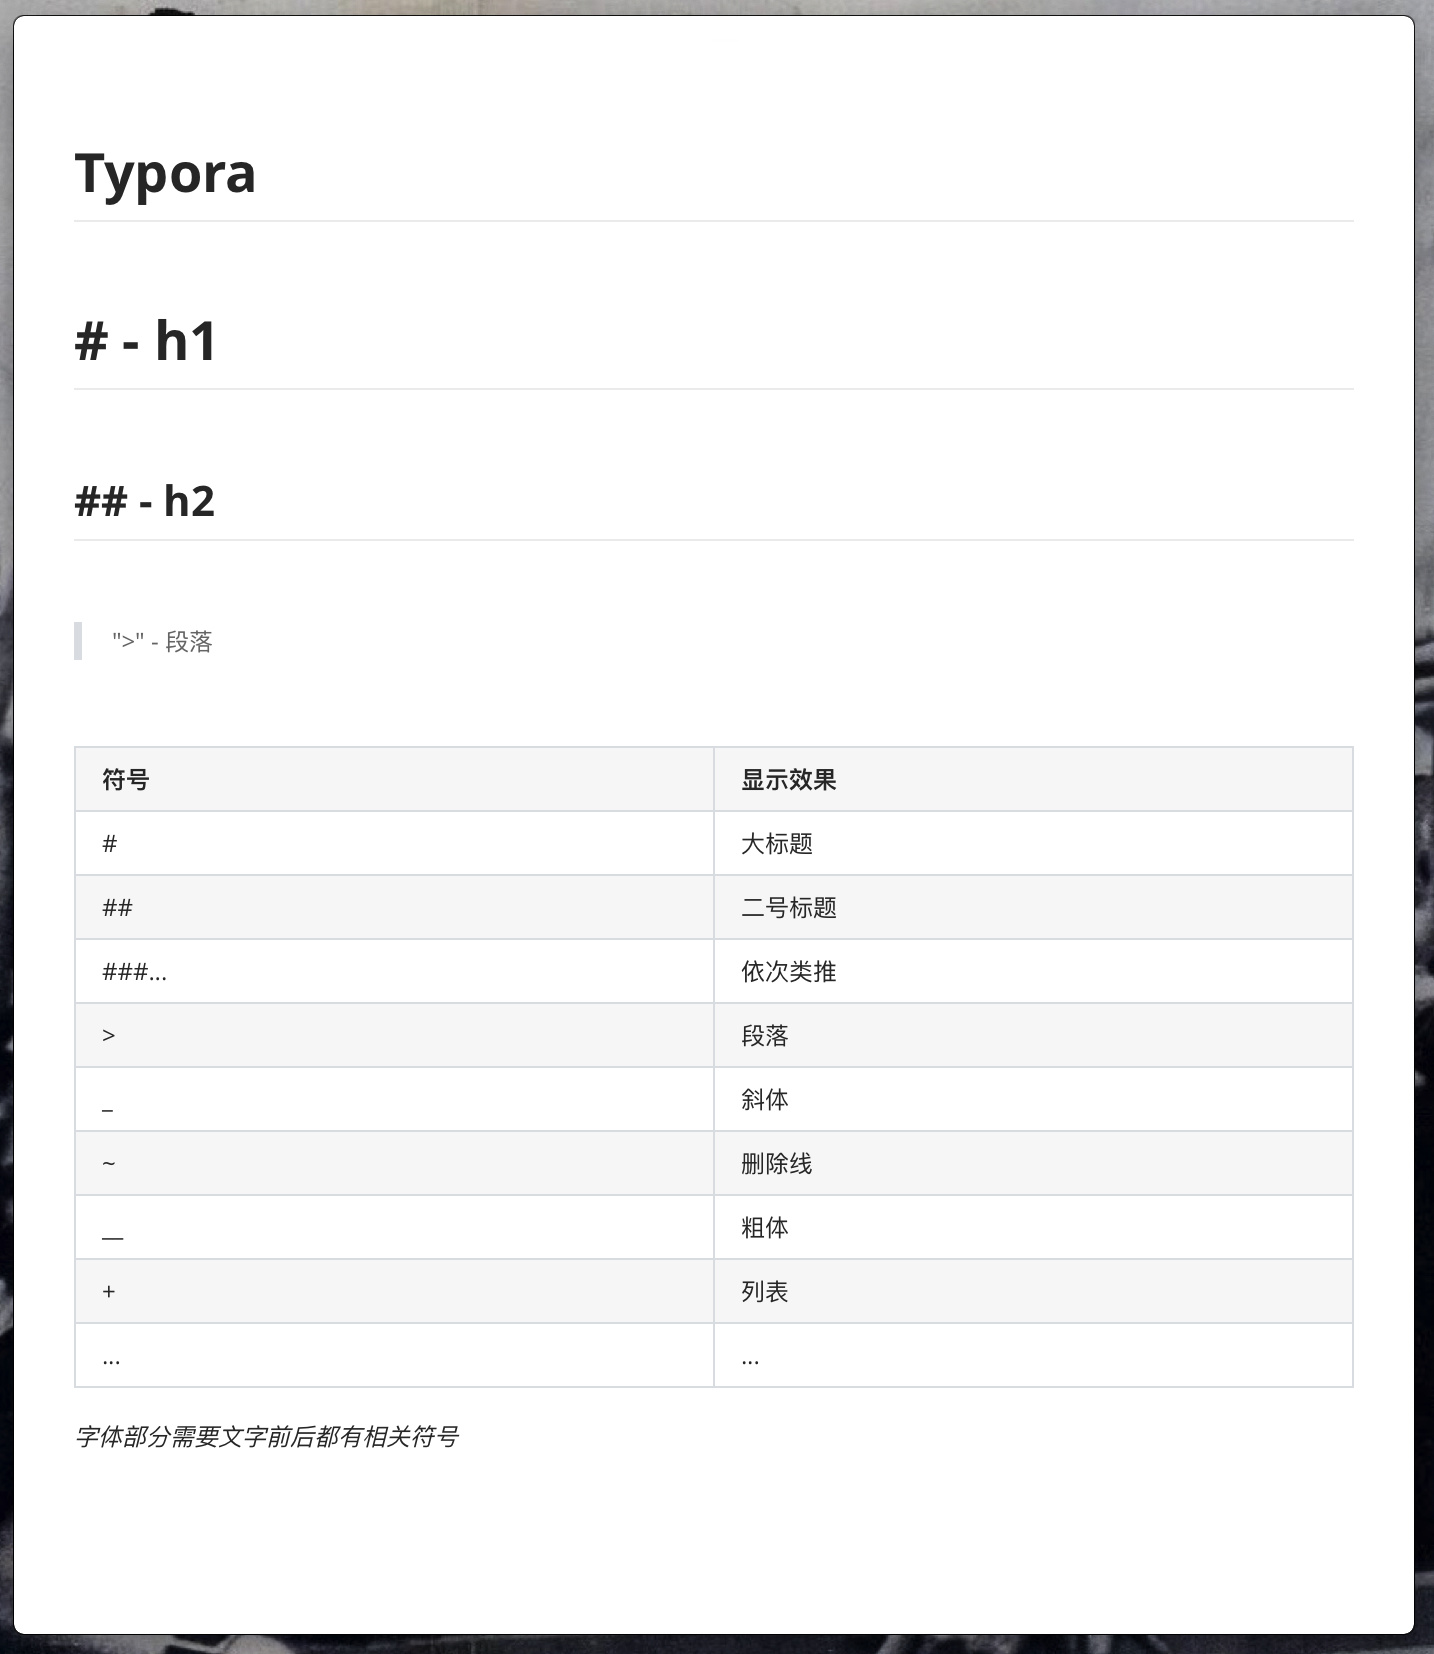 Typora
# - h1
## - h2
">" - 段落
符号 显示效果
# 大标题
## 二号标题
###... 依次类推
> 段落
_ 斜体
~ 删除线
__ 粗体
+ 列表
... ...
字体部分需要文字前后都有相关符号